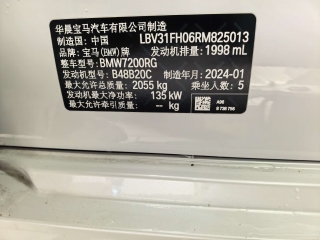 华晨宝马汽车有限公司制造
制造国：中国 LBV31FH06RM825013
品牌：宝马(BMW)牌 发动机排量：1998 mL
整车型号：BMW7200RG
发动机型号：B48B20C 制造年月：2024-01
最大允许总质量：2055 kg 乘坐人数：5
发动机最大净功率：135 kW
最大允许牵引质量：-- kg
A96